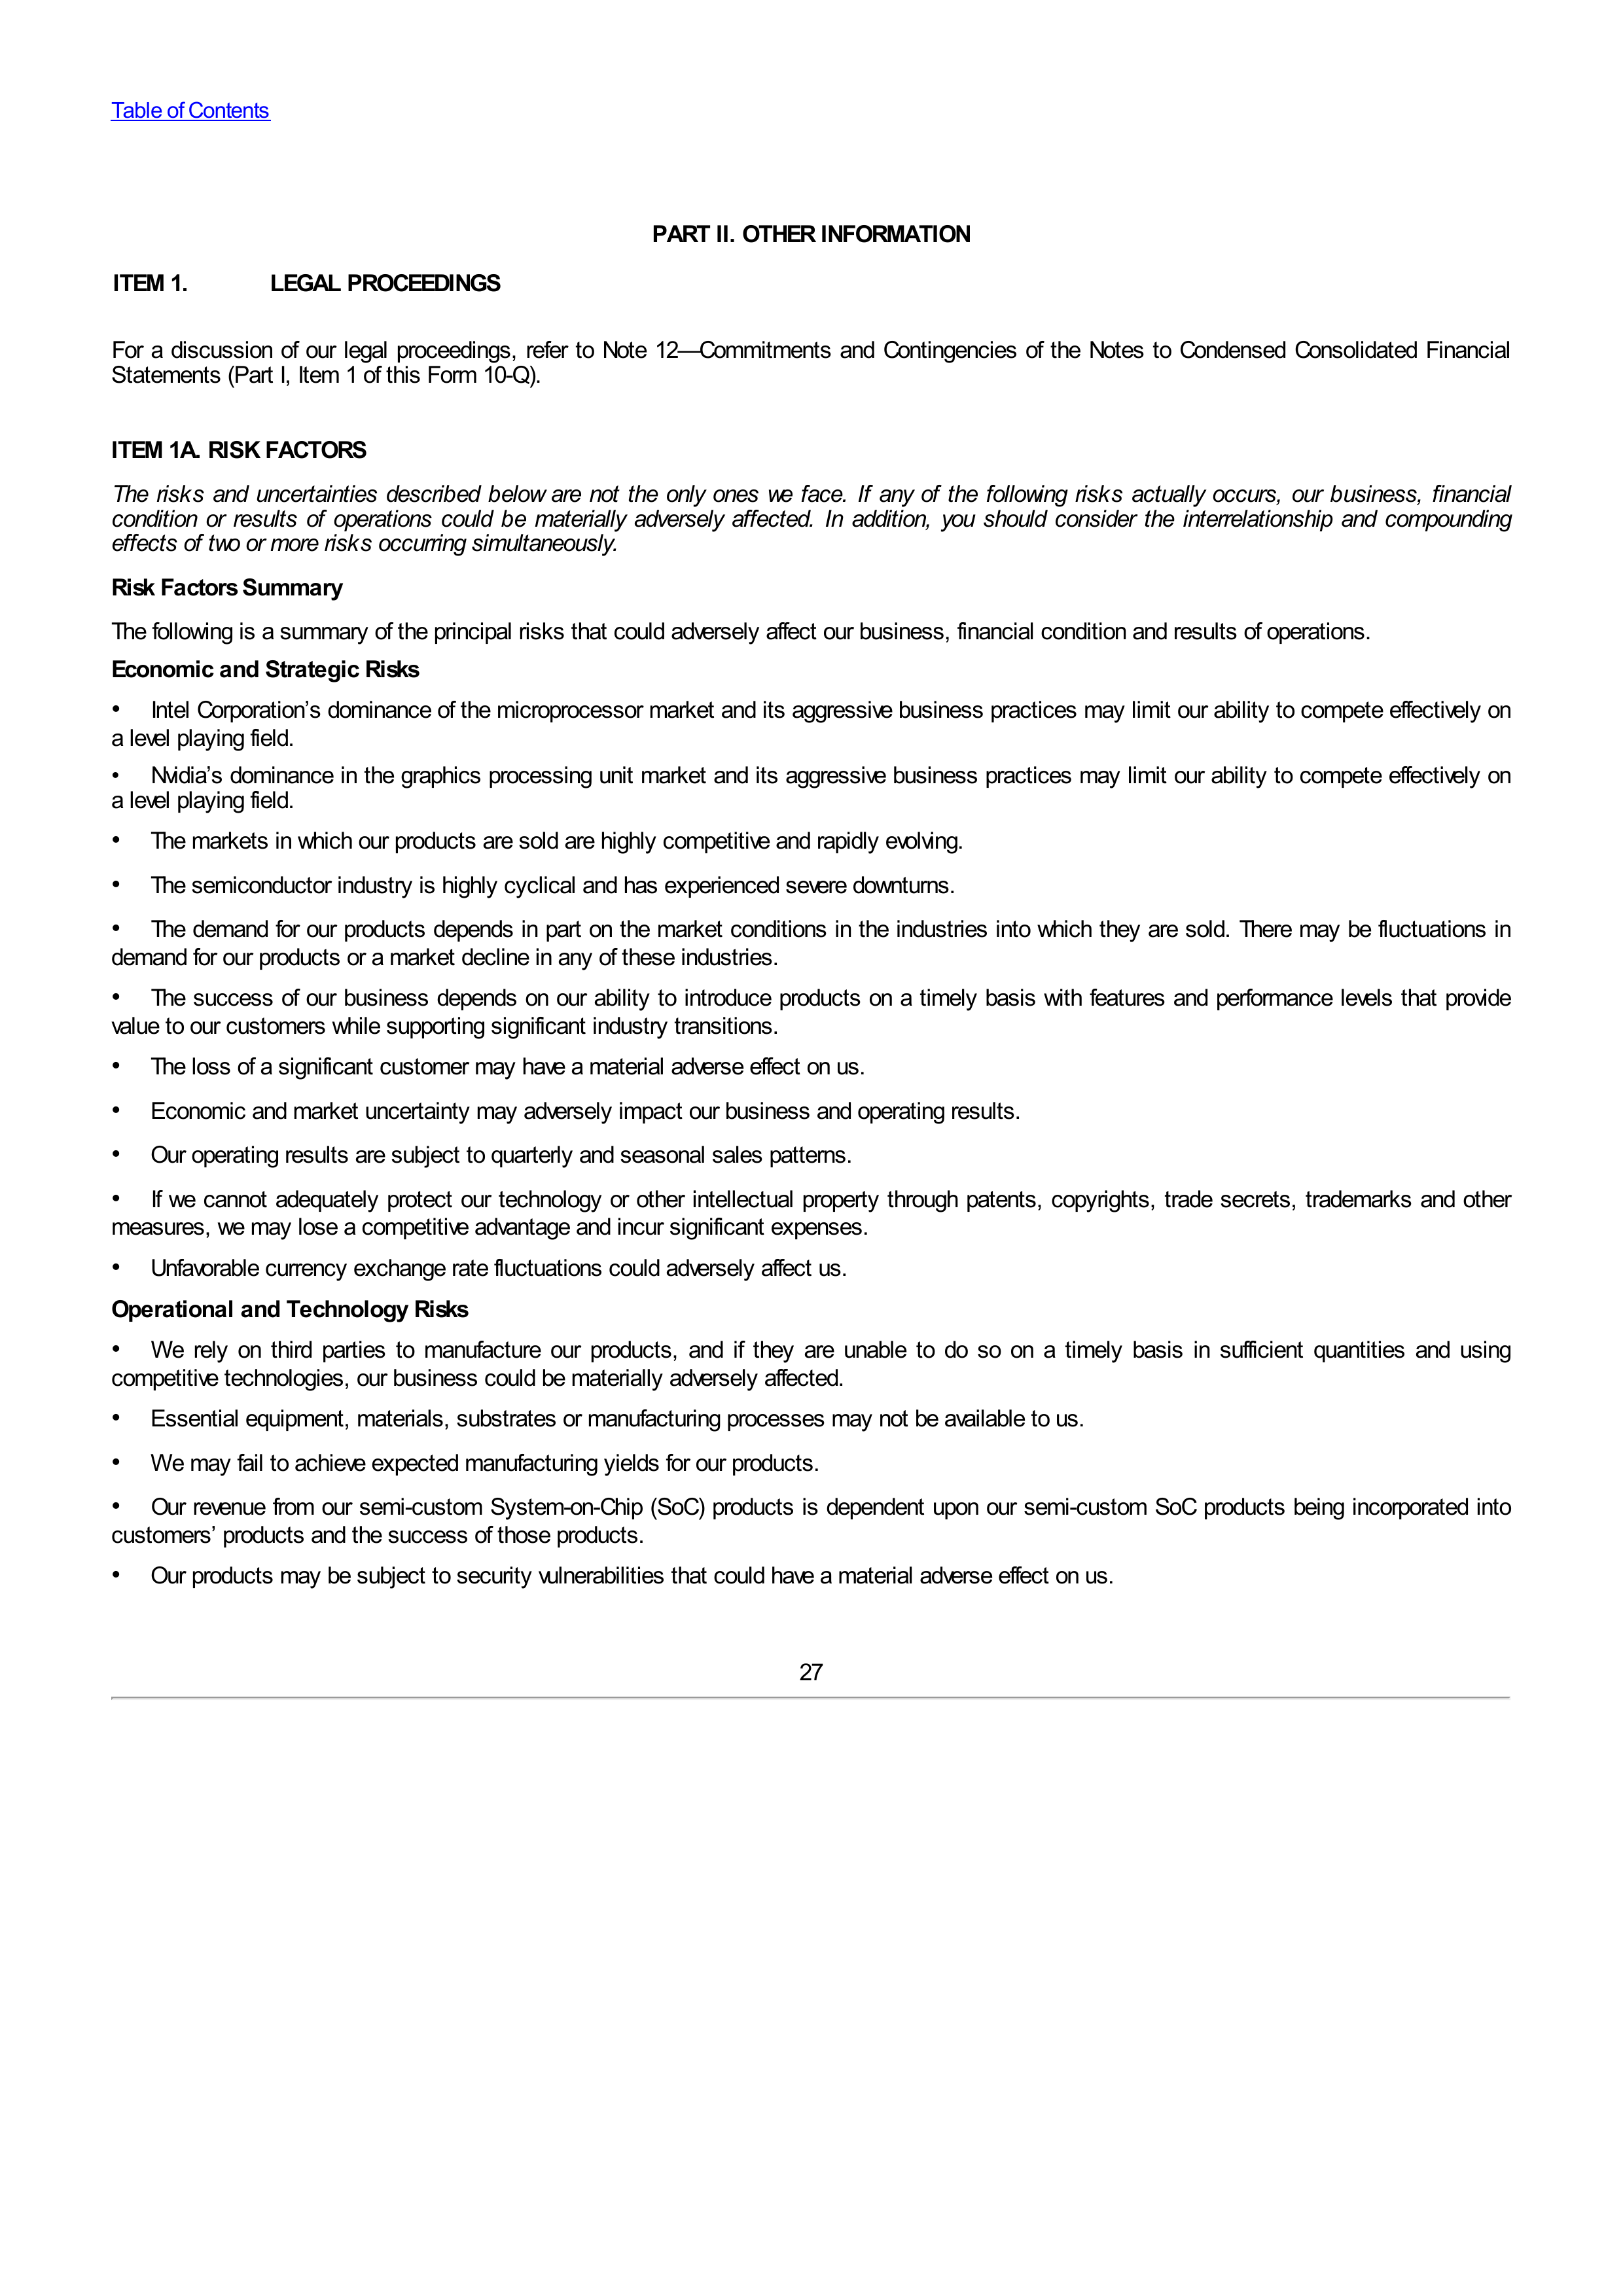 Table of Contents
PART II. OTHER INFORMATION
ITEM 1. LEGAL PROCEEDINGS
For a discussion of our legal proceedings, refer to Note 12—Commitments and Contingencies of the Notes to Condensed Consolidated Financial
Statements (Part I, Item 1 of this Form 10-Q).
ITEM 1A. RISK FACTORS
The risks and uncertainties described below are not the only ones we face. If any of the following risks actually occurs, our business, financial
condition or results of operations could be materially adversely affected. In addition, you should consider the interrelationship and compounding
effects of two or more risks occurring simultaneously.
Risk Factors Summary
The following is a summary of the principal risks that could adversely affect our business, financial condition and results of operations.
Economic and Strategic Risks
• Intel Corporation’s dominance of the microprocessor market and its aggressive business practices may limit our ability to compete effectively on
a level playing field.
• Nvidia’s dominance in the graphics processing unit market and its aggressive business practices may limit our ability to compete effectively on
a level playing field.
• The markets in which our products are sold are highly competitive and rapidly evolving.
• The semiconductor industry is highly cyclical and has experienced severe downturns.
• The demand for our products depends in part on the market conditions in the industries into which they are sold. There may be fluctuations in
demand for our products or a market decline in any of these industries.
• The success of our business depends on our ability to introduce products on a timely basis with features and performance levels that provide
value to our customers while supporting significant industry transitions.
• The loss of a significant customer may have a material adverse effect on us.
• Economic and market uncertainty may adversely impact our business and operating results.
• Our operating results are subject to quarterly and seasonal sales patterns.
• If we cannot adequately protect our technology or other intellectual property through patents, copyrights, trade secrets, trademarks and other
measures, we may lose a competitive advantage and incur significant expenses.
• Unfavorable currency exchange rate fluctuations could adversely affect us.
Operational and Technology Risks
• We rely on third parties to manufacture our products, and if they are unable to do so on a timely basis in sufficient quantities and using
competitive technologies, our business could be materially adversely affected.
• Essential equipment, materials, substrates or manufacturing processes may not be available to us.
• We may fail to achieve expected manufacturing yields for our products.
• Our revenue from our semi-custom System-on-Chip (SoC) products is dependent upon our semi-custom SoC products being incorporated into
customers’ products and the success of those products.
• Our products may be subject to security vulnerabilities that could have a material adverse effect on us.
27